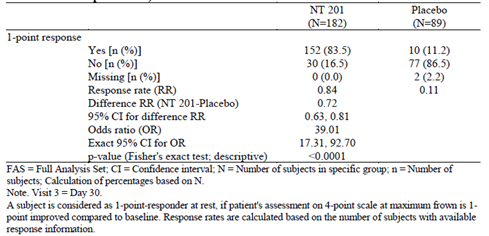 NT 201 Placebo
(N=182) (N=89)
1-point response
Yes [n (%)] 152 (83.5) 10 (11.2)
No [n (%)] 30 (16.5) 77 (86.5)
Missing [n (%)] 0 (0.0) 2 (2.2)
Response rate (RR) 0.84 0.11
Difference RR (NT 201-Placebo) 0.72
95% CI for difference RR 0.63, 0.81
Odds ratio (OR) 39.01
Exact 95% CI for OR 17.31, 92.70
p-value (Fisher's exact test; descriptive) <0.0001
FAS = Full Analysis Set; CI = Confidence interval; N = Number of subjects in specific group; n = Number of
subjects; Calculation of percentages based on N.
Note. Visit 3 = Day 30.
A subject is considered as 1-point-responder at rest, if patient's assessment on 4-point scale at maximum frown is 1-
point improved compared to baseline. Response rates are calculated based on the number of subjects with available
response information.